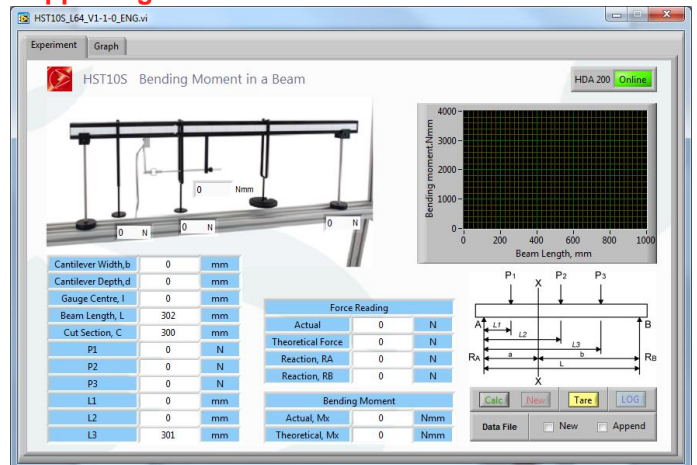 HST10S_L64_V1-1-0_ENG.vi
Experiment Graph
HST10S Bending Moment in a Beam
HDA 200 Online
0 Nmm
0 N
0 N
0 N
Bending moment,Nmm
4000
3000
2000
1000
0
0 200 400 600 800 1000
Beam Length, mm
Cantilever Width,b 0 mm
Cantilever Depth,d 0 mm
Gauge Centre, l 0 mm
Beam Length, L 302 mm
Cut Section, C 300 mm
P1 0 N
P2 0 N
P3 0 N
L1 0 mm
L2 0 mm
L3 301 mm
Force Reading
Actual 0 N
Theoretical Force 0 N
Reaction, RA 0 N
Reaction, RB 0 N
Bending Moment
Actual, Mx 0 Nmm
Theoretical, Mx 0 Nmm
P1 X P2 P3
A B
L1
L2
L3
RA a b RB
L
X
Calc New Tare LOG
Data File New Append